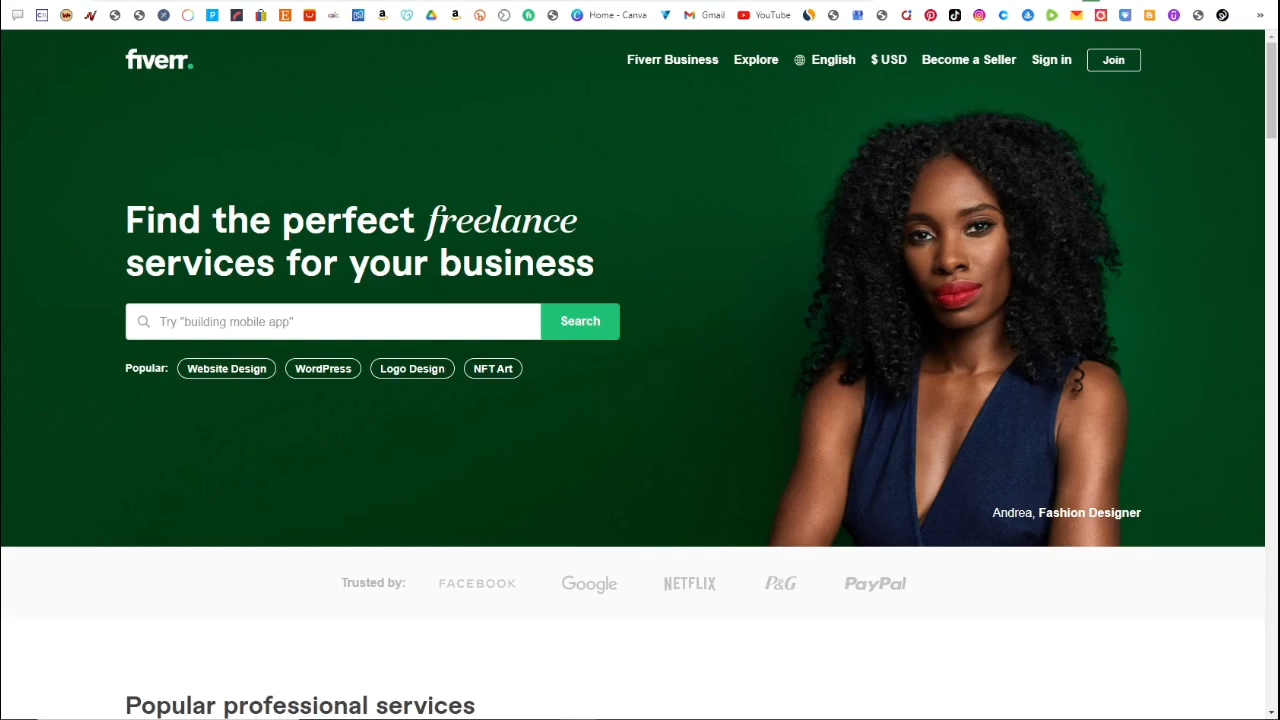 Home - Canva
Gmail
YouTube
»
fiverr.
Fiverr Business
Explore
English
$ USD
Become a Seller
Sign in
Join
Find the perfect freelance
services for your business
Try "building mobile app"
Search
Popular:
Website Design
WordPress
Logo Design
NFT Art
Andrea, Fashion Designer
Trusted by:
FACEBOOK
Google
NETFLIX
P&G
PayPal
Popular professional services